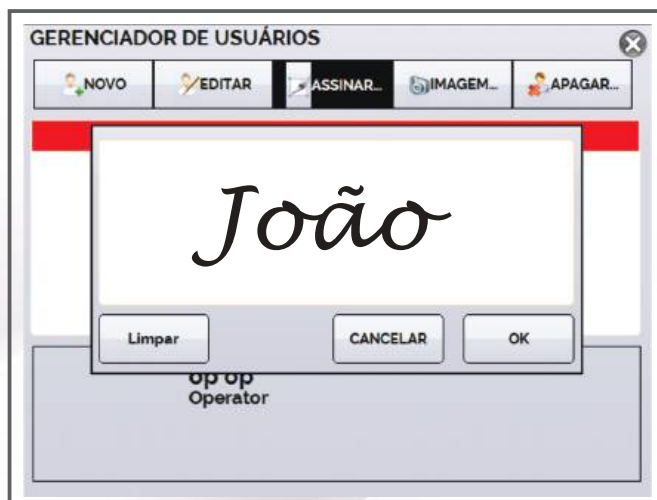 GERENCIADOR DE USUÁRIOS
NOVO EDITAR ASSINAR... IMAGEM... APAGAR...
João
Limpar CANCELAR OK
op op
Operator